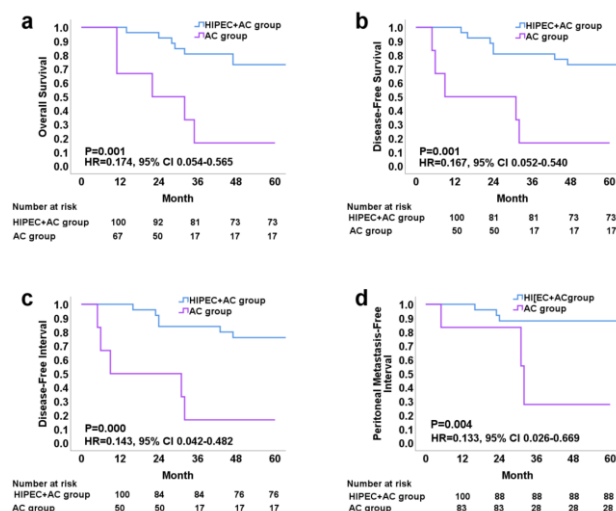 a
HIPEC+AC group
AC group
Overall Survival
1.0
0.9
0.8
0.7
0.6
0.5
0.4
0.3
0.2
0.1
0.0
P=0.001
HR=0.174, 95% CI 0.054-0.565
0 12 24 36 48 60
Month
Number at risk
HIPEC+AC group 100 92 81 73 73
AC group 67 50 17 17 17
b
HIPEC+AC group
AC group
Disease-Free Survival
1.0
0.9
0.8
0.7
0.6
0.5
0.4
0.3
0.2
0.1
0.0
P=0.001
HR=0.167, 95% CI 0.052-0.540
0 12 24 36 48 60
Month
Number at risk
HIPEC+AC group 100 81 81 73 73
AC group 50 50 17 17 17
c
HIPEC+AC group
AC group
Disease-Free Interval
1.0
0.9
0.8
0.7
0.6
0.5
0.4
0.3
0.2
0.1
0.0
P=0.000
HR=0.143, 95% CI 0.042-0.482
0 12 24 36 48 60
Month
Number at risk
HIPEC+AC group 100 84 84 76 76
AC group 50 50 17 17 17
d
HI[EC+ACgroup
AC group
Peritoneal Metastasis-Free
Interval
1.0
0.9
0.8
0.7
0.6
0.5
0.4
0.3
0.2
0.1
0.0
P=0.004
HR=0.133, 95% CI 0.026-0.669
0 12 24 36 48 60
Month
Number at risk
HIPEC+AC group 100 88 88 88 88
AC group 83 83 28 28 28